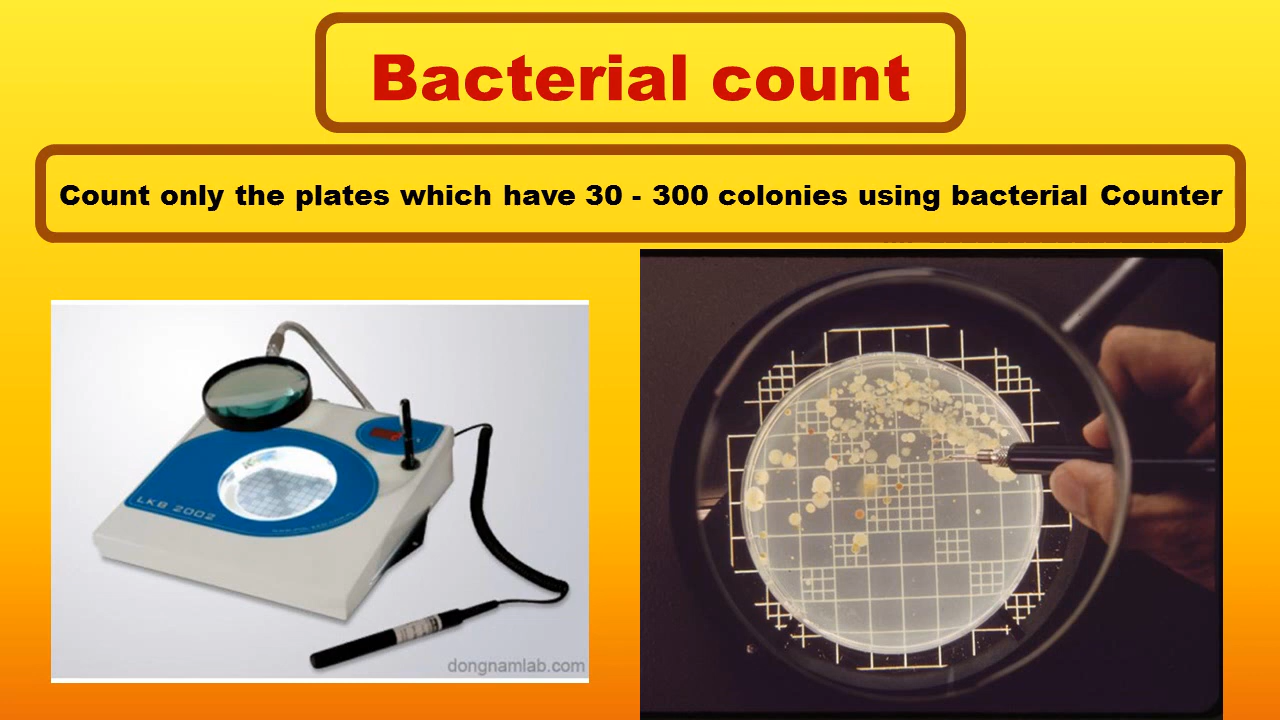 Bacterial count
Count only the plates which have 30 - 300 colonies using bacterial Counter
LKB 2002
dongnamlab.com